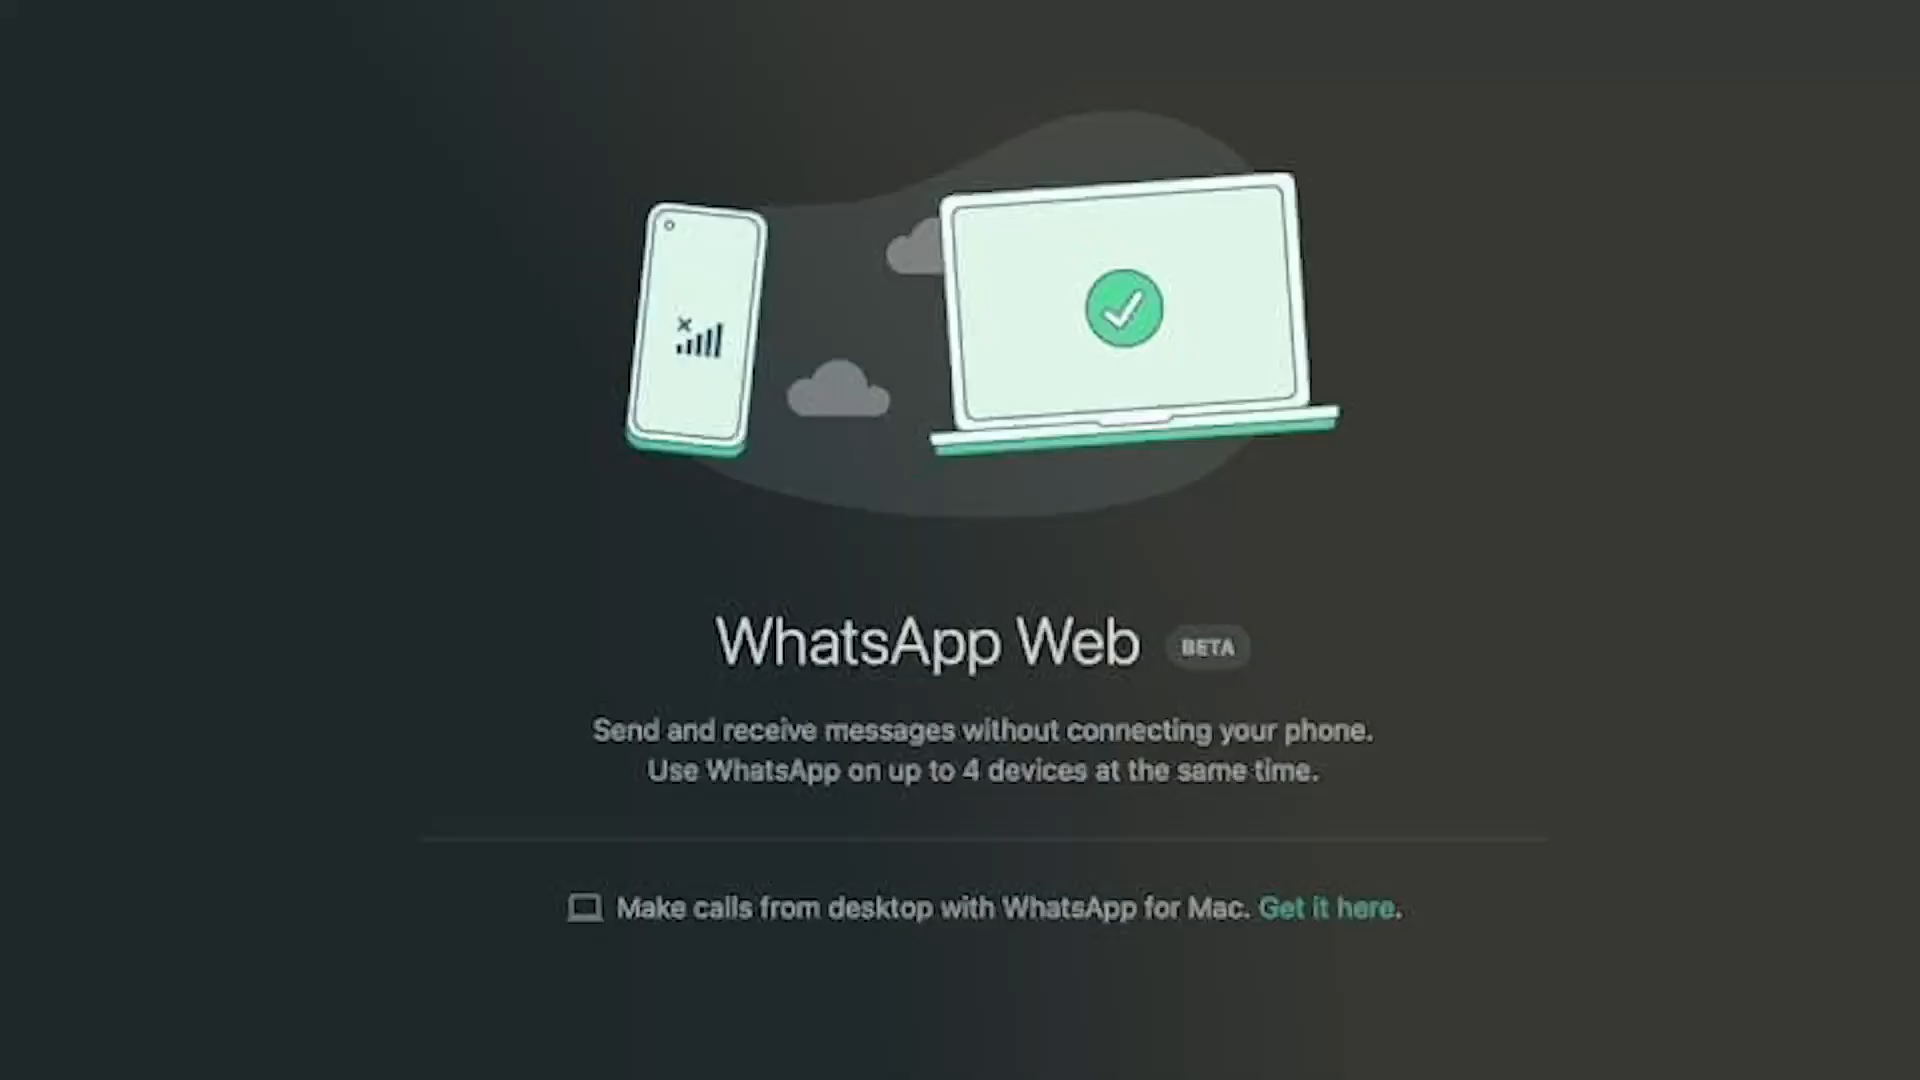 WhatsApp Web BETA
Send and receive messages without connecting your phone.
Use WhatsApp on up to 4 devices at the same time.
Make calls from desktop with WhatsApp for Mac. Get it here.